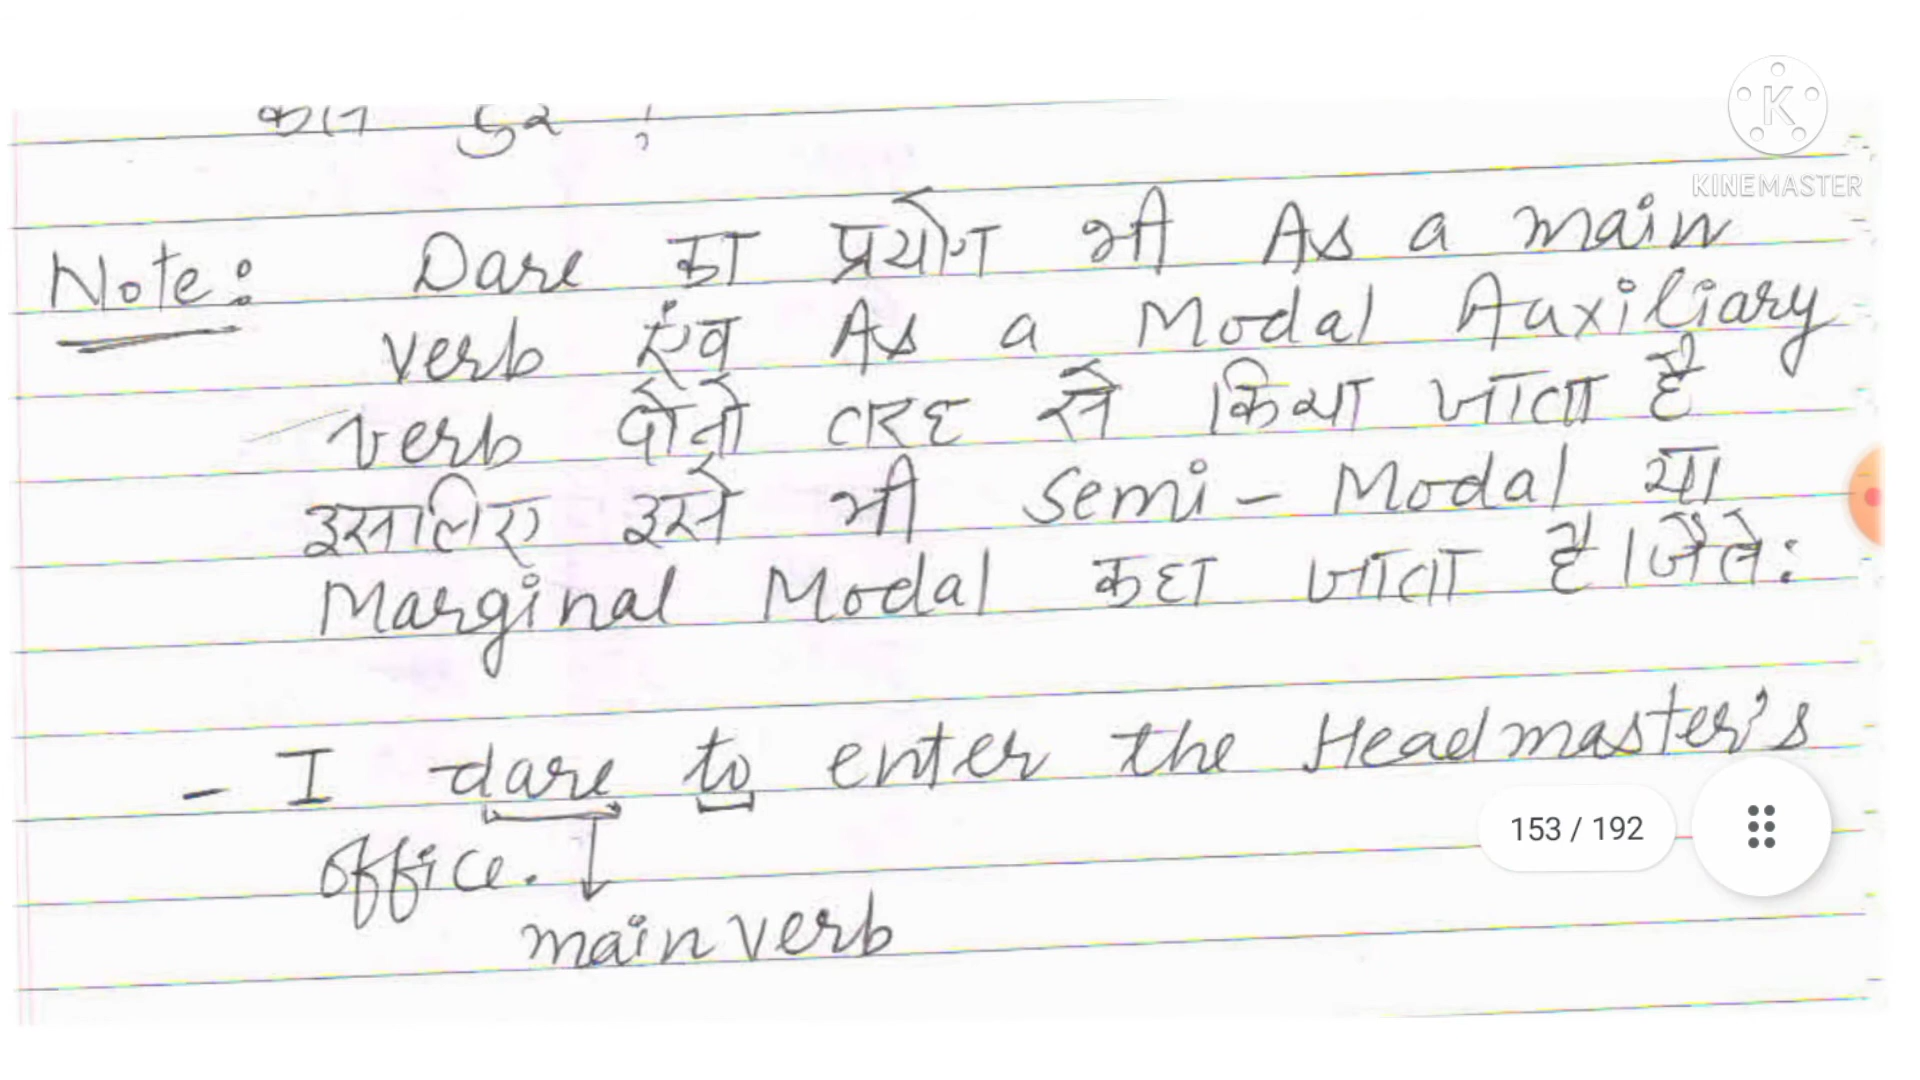 KINEMASTER
Note: Dare का प्रयोग भी As a main
verb एंव As a Modal Auxiliary
verb दोनो तरह से किया जाता है
इसलिए इसे भी Semi-Modal या
Marginal Modal कहा जाता है। जैसे:
- I dare to enter the Headmaster's
153 / 192
office.
main verb